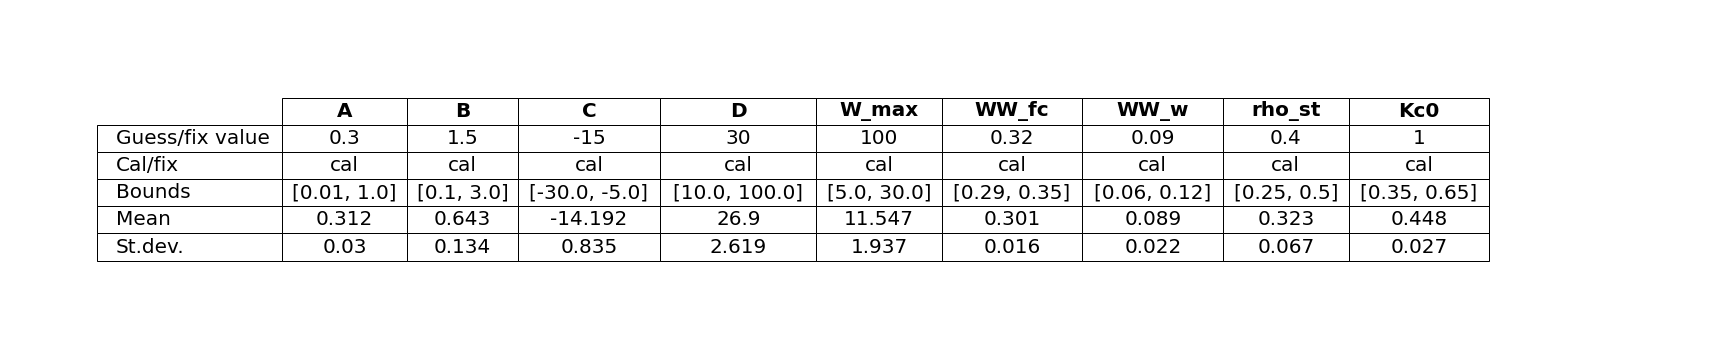 A B C D W_max WW_fc WW_w rho_st Kc0
Guess/fix value 0.3 1.5 -15 30 100 0.32 0.09 0.4 1
Cal/fix cal cal cal cal cal cal cal cal cal
Bounds [0.01, 1.0] [0.1, 3.0] [-30.0, -5.0] [10.0, 100.0] [5.0, 30.0] [0.29, 0.35] [0.06, 0.12] [0.25, 0.5] [0.35, 0.65]
Mean 0.312 0.643 -14.192 26.9 11.547 0.301 0.089 0.323 0.448
St.dev. 0.03 0.134 0.835 2.619 1.937 0.016 0.022 0.067 0.027